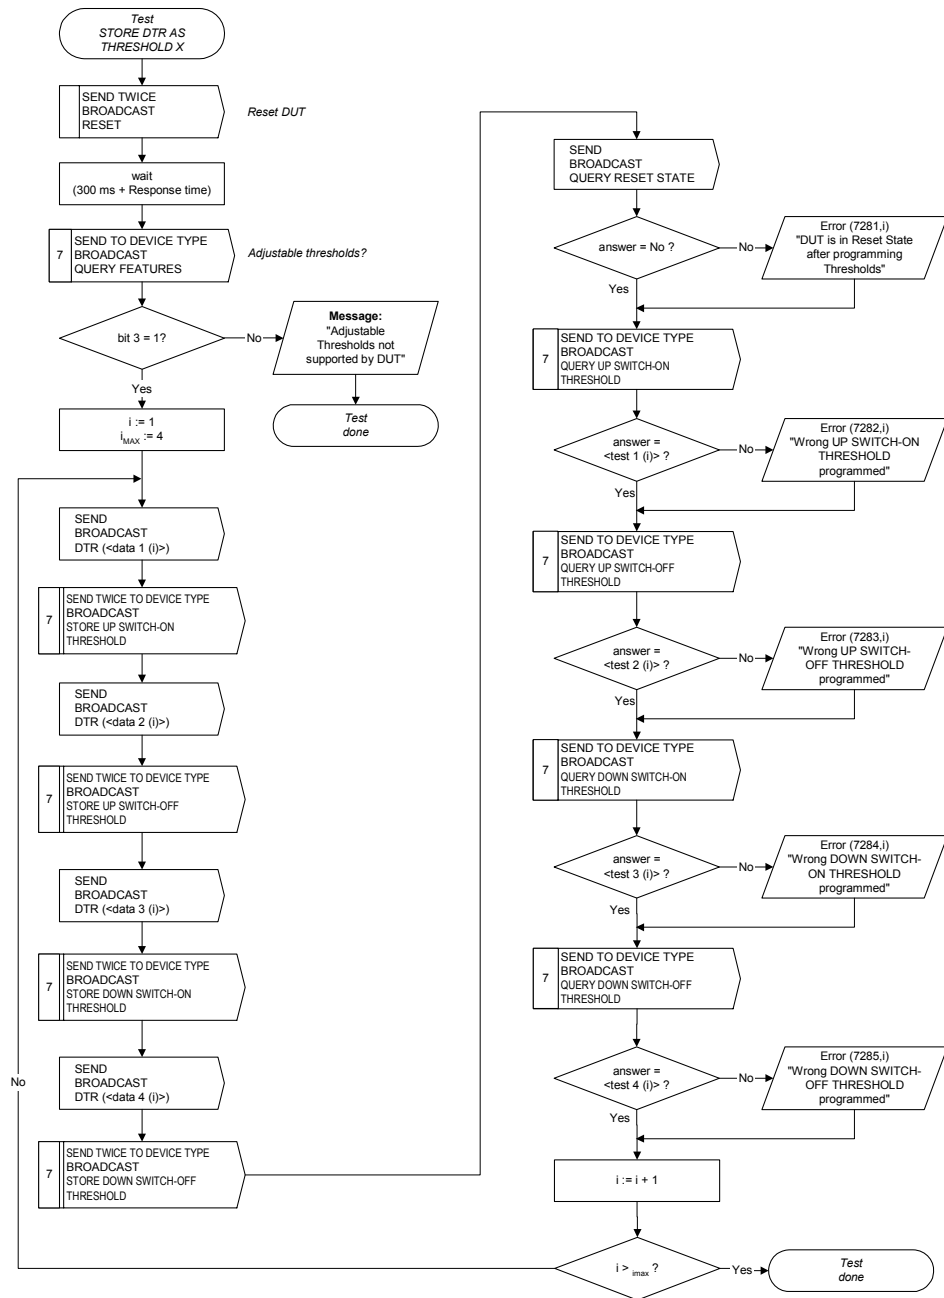 Test
STORE DTR AS
THRESHOLD X
SEND TWICE
BROADCAST
RESET
Reset DUT
wait
(300 ms + Response time)
7
SEND TO DEVICE TYPE
BROADCAST
QUERY FEATURES
Adjustable thresholds?
bit 3 = 1?
No
Message:
"Adjustable
Thresholds not
supported by DUT"
Test
done
Yes
i := 1
iMAX := 4
SEND
BROADCAST
DTR (<data 1 (i)>)
7
SEND TWICE TO DEVICE TYPE
BROADCAST
STORE UP SWITCH-ON
THRESHOLD
SEND
BROADCAST
DTR (<data 2 (i)>)
7
SEND TWICE TO DEVICE TYPE
BROADCAST
STORE UP SWITCH-OFF
THRESHOLD
SEND
BROADCAST
DTR (<data 3 (i)>)
7
SEND TWICE TO DEVICE TYPE
BROADCAST
STORE DOWN SWITCH-ON
THRESHOLD
SEND
BROADCAST
DTR (<data 4 (i)>)
No
7
SEND TWICE TO DEVICE TYPE
BROADCAST
STORE DOWN SWITCH-OFF
THRESHOLD
SEND
BROADCAST
QUERY RESET STATE
answer = No ?
No
Error (7281,i)
"DUT is in Reset State
after programming
Thresholds"
Yes
7
SEND TO DEVICE TYPE
BROADCAST
QUERY UP SWITCH-ON
THRESHOLD
answer =
<test 1 (i)> ?
No
Error (7282,i)
"Wrong UP SWITCH-ON
THRESHOLD
programmed"
Yes
7
SEND TO DEVICE TYPE
BROADCAST
QUERY UP SWITCH-OFF
THRESHOLD
answer =
<test 2 (i)> ?
No
Error (7283,i)
"Wrong UP SWITCH-
OFF THRESHOLD
programmed"
Yes
7
SEND TO DEVICE TYPE
BROADCAST
QUERY DOWN SWITCH-ON
THRESHOLD
answer =
<test 3 (i)> ?
No
Error (7284,i)
"Wrong DOWN SWITCH-
ON THRESHOLD
programmed"
Yes
7
SEND TO DEVICE TYPE
BROADCAST
QUERY DOWN SWITCH-OFF
THRESHOLD
answer =
<test 4 (i)> ?
No
Error (7285,i)
"Wrong DOWN SWITCH-
OFF THRESHOLD
programmed"
Yes
i := i + 1
i > imax ?
Yes
Test
done